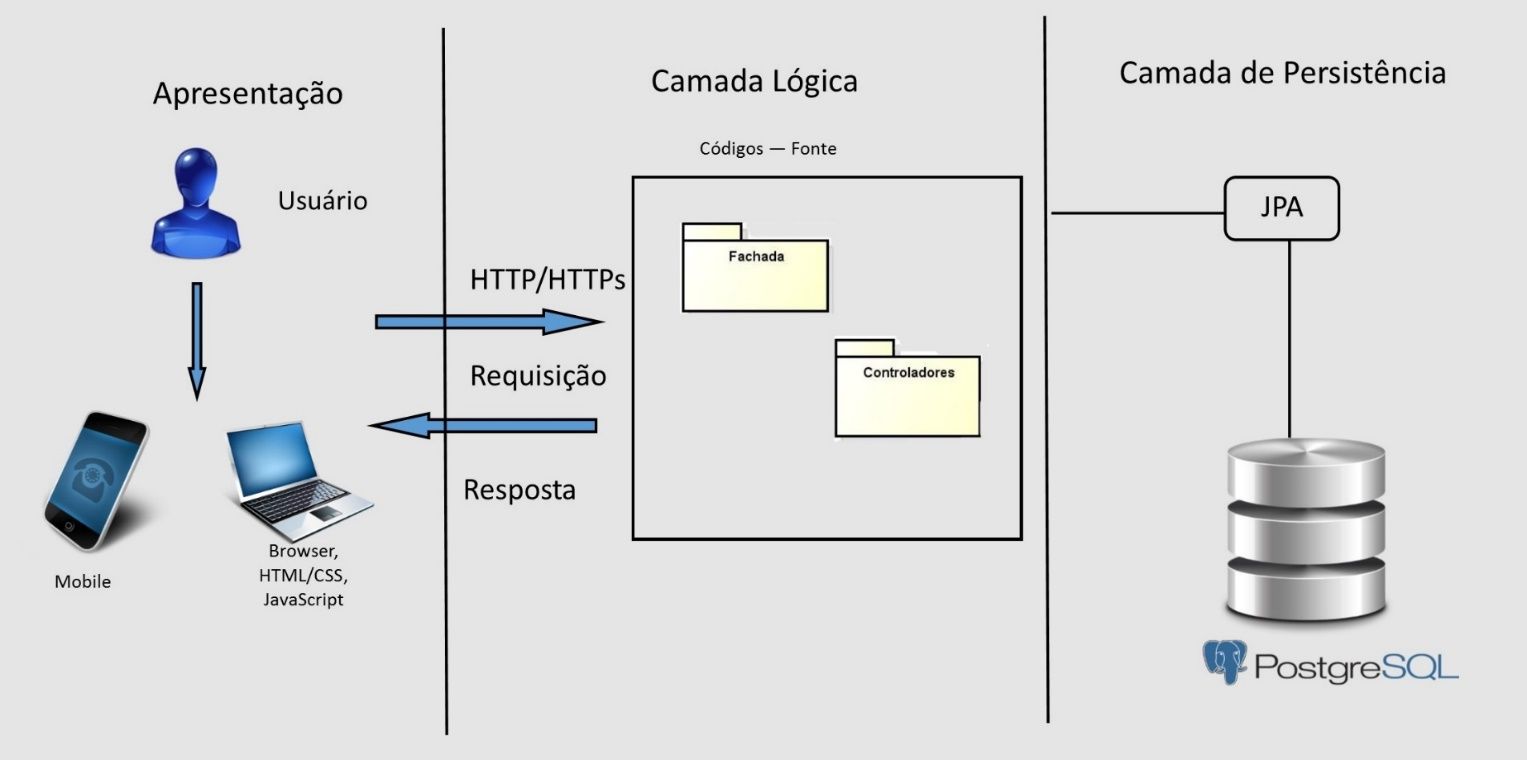 Apresentação
Usuário
Mobile
Browser,
HTML/CSS,
JavaScript
Camada Lógica
Códigos — Fonte
HTTP/HTTPs
Requisição
Resposta
Fachada
Controladores
Camada de Persistência
JPA
PostgreSQL